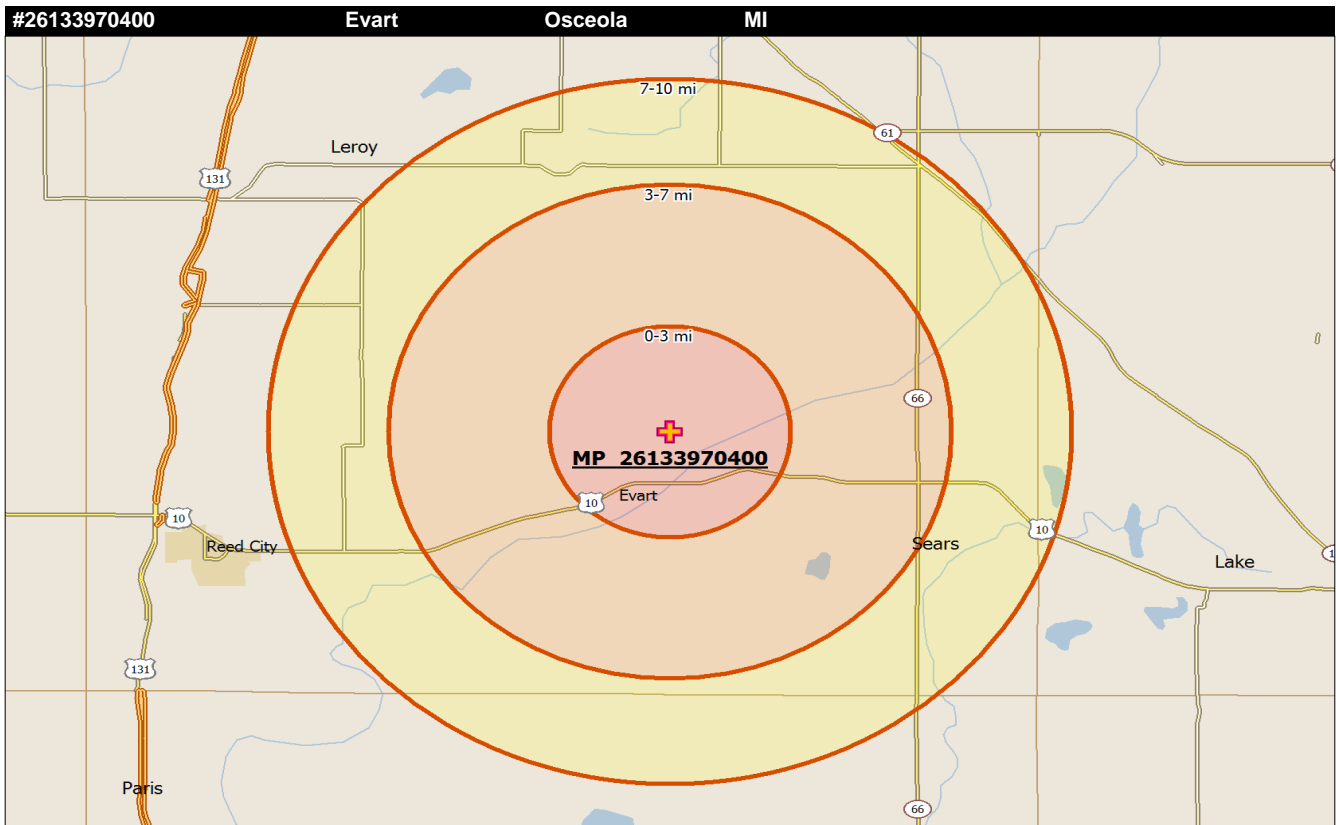 #26133970400 Evart Osceola MI
7-10 mi
61
Leroy
131
3-7 mi
0-3 mi
66
MP 26133970400
Evart
10
10
Reed City
10
Sears
Lake
131
Paris
66